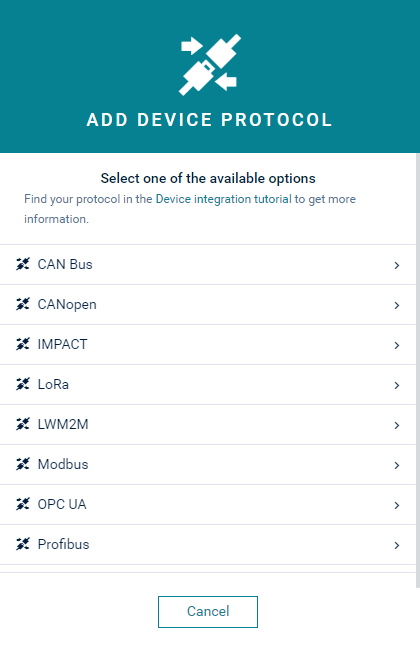 ADD DEVICE PROTOCOL
Select one of the available options
Find your protocol in the Device integration tutorial to get more
information.
CAN Bus
CANopen
IMPACT
LoRa
LWM2M
Modbus
OPC UA
Profibus
Cancel